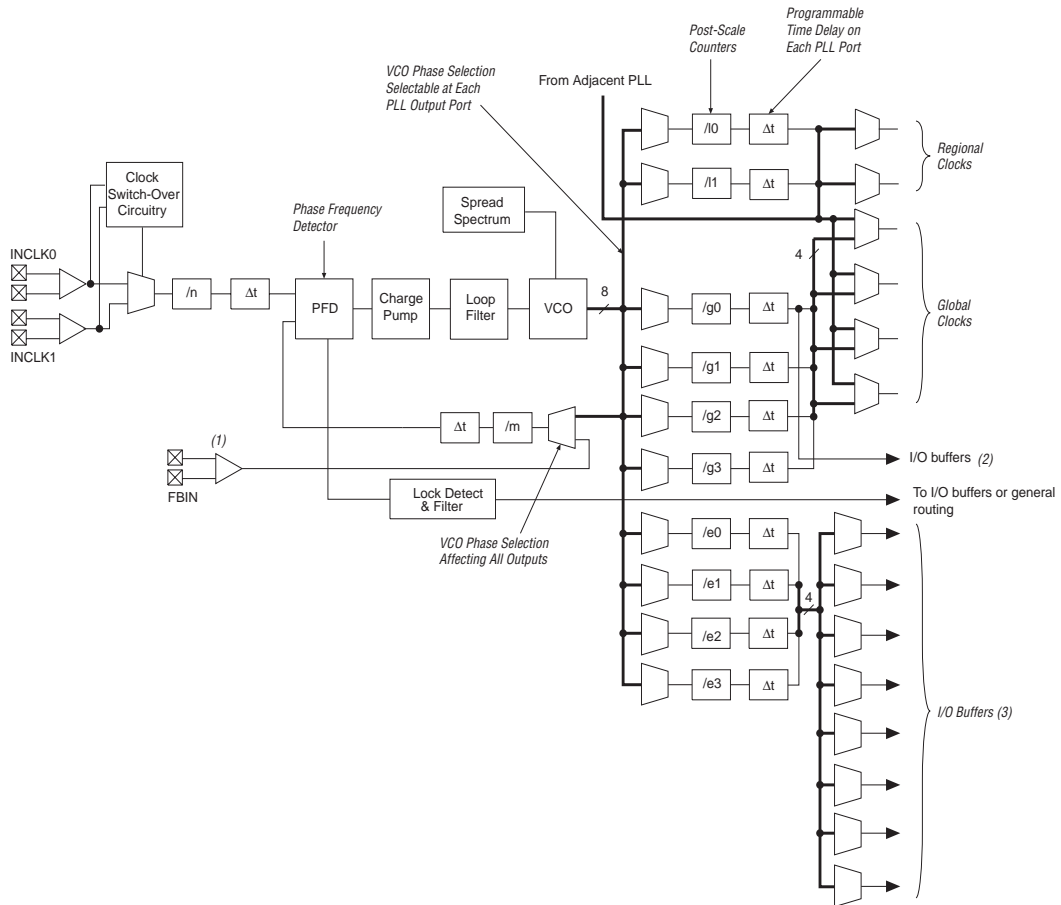 Programmable
Time Delay on
Each PLL Port
Post-Scale
Counters
VCO Phase Selection
Selectable at Each
PLL Output Port
From Adjacent PLL
/l0
Δt
Regional
Clocks
/l1
Δt
Clock
Switch-Over
Circuitry
Spread
Spectrum
Phase Frequency
Detector
4
INCLK0
/n
Δt
PFD
Charge
Pump
Loop
Filter
VCO
8
/g0
Δt
Global
Clocks
INCLK1
/g1
Δt
Δt
/m
/g2
Δt
(1)
FBIN
/g3
Δt
I/O buffers (2)
Lock Detect
& Filter
To I/O buffers or general
routing
VCO Phase Selection
Affecting All Outputs
/e0
Δt
/e1
Δt
4
/e2
Δt
/e3
Δt
I/O Buffers (3)